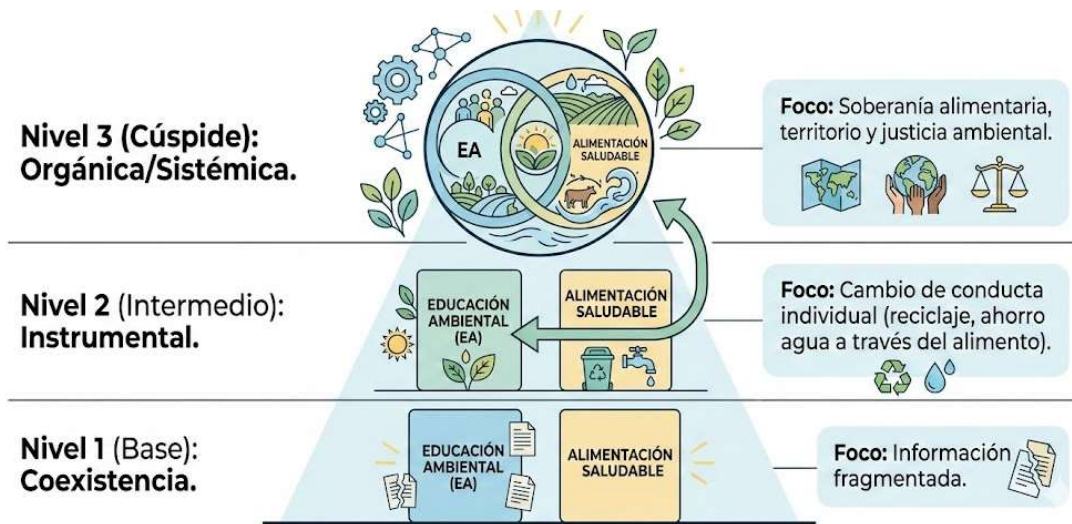 Nivel 3 (Cúspide):
Orgánica/Sistémica.
EA
ALIMENTACIÓN
SALUDABLE
Foco: Soberanía alimentaria,
territorio y justicia ambiental.
Nivel 2 (Intermedio):
Instrumental.
EDUCACIÓN
AMBIENTAL
(EA)
ALIMENTACIÓN
SALUDABLE
Foco: Cambio de conducta
individual (reciclaje, ahorro
agua a través del alimento).
Nivel 1 (Base):
Coexistencia.
EDUCACIÓN
AMBIENTAL
(EA)
ALIMENTACIÓN
SALUDABLE
Foco: Información
fragmentada.